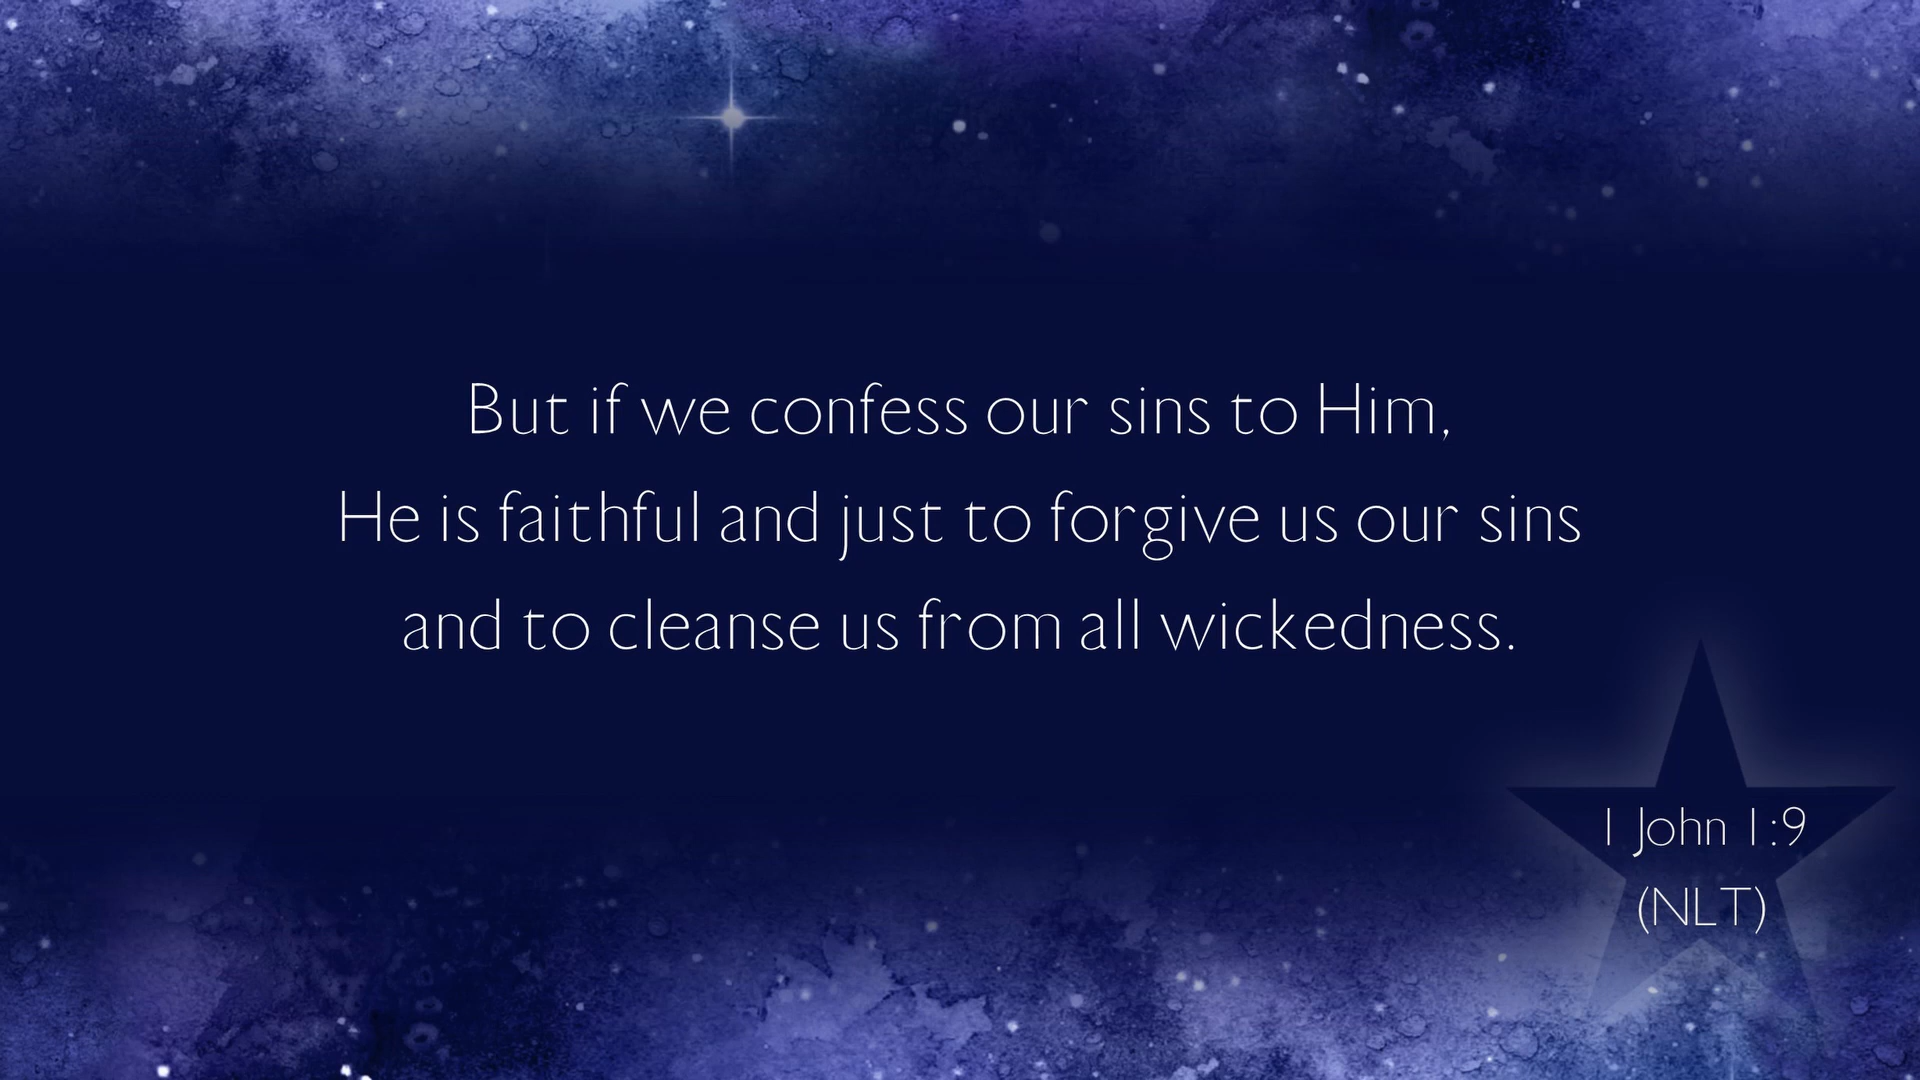 But if we confess our sins to Him,
He is faithful and just to forgive us our sins
and to cleanse us from all wickedness.
1 John 1:9
(NLT)